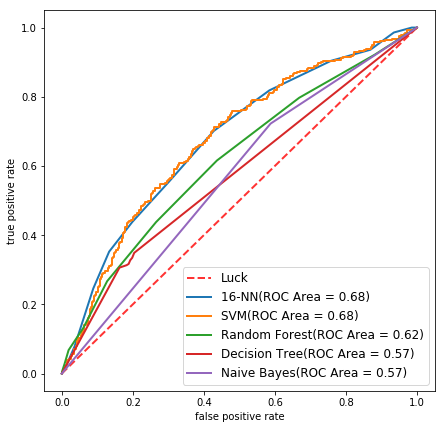 1.0
0.8
0.6
0.4
0.2
0.0
true positive rate
Luck
16-NN(ROC Area = 0.68)
SVM(ROC Area = 0.68)
Random Forest(ROC Area = 0.62)
Decision Tree(ROC Area = 0.57)
Naive Bayes(ROC Area = 0.57)
0.0 0.2 0.4 0.6 0.8 1.0
false positive rate